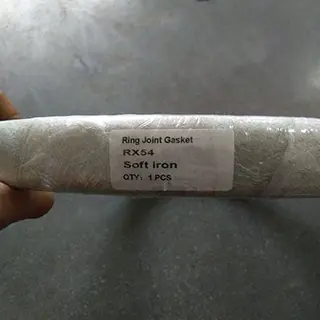 Ring Joint Gasket
RX54
Soft iron
QTY: 1 PCS